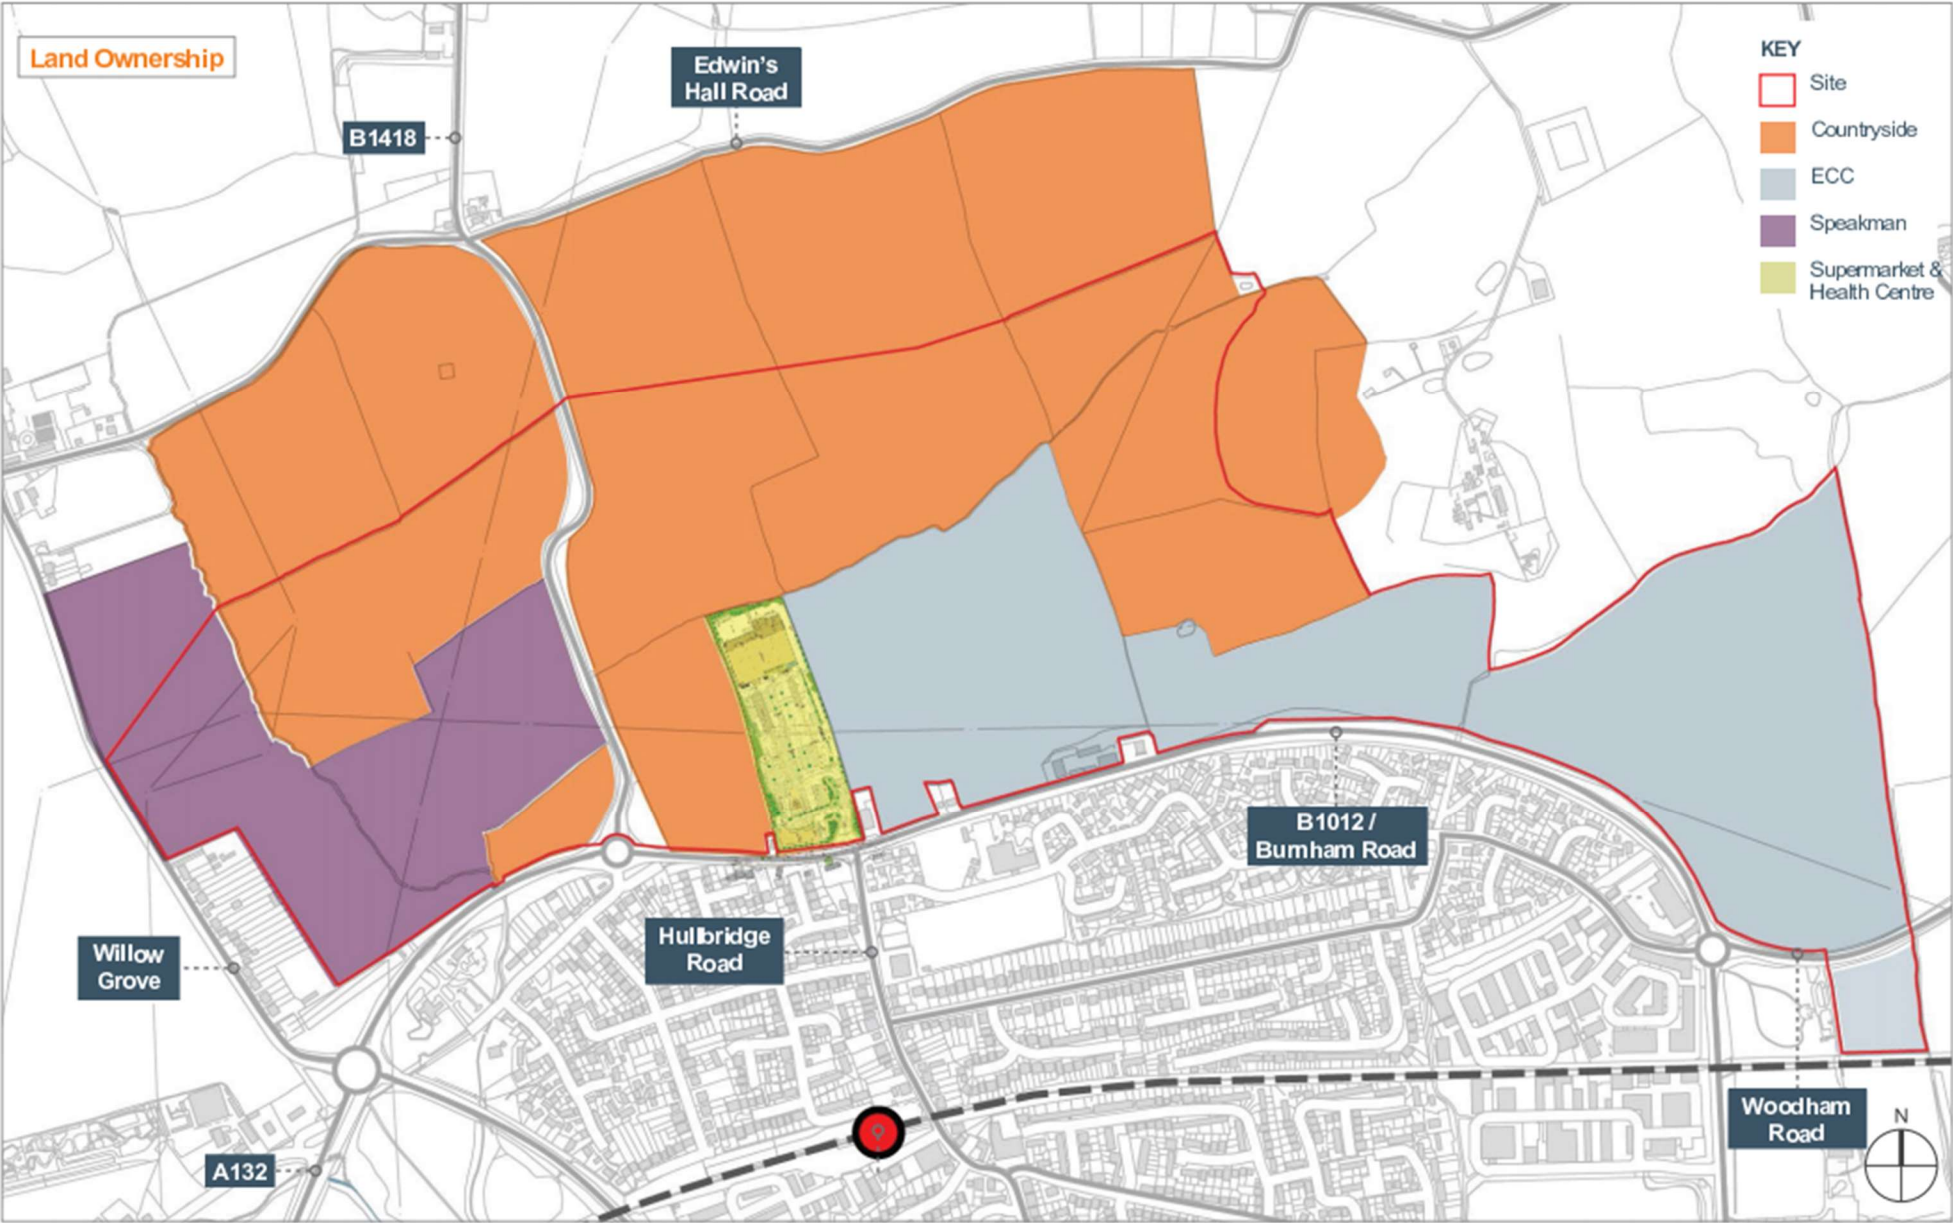 Land Ownership
Edwin's
Hall Road
B1418
KEY
Site
Countryside
ECC
Speakman
Supermarket &
Health Centre
B1012 /
Burnham Road
Hullbridge
Road
Willow
Grove
Woodham
Road
A132
N